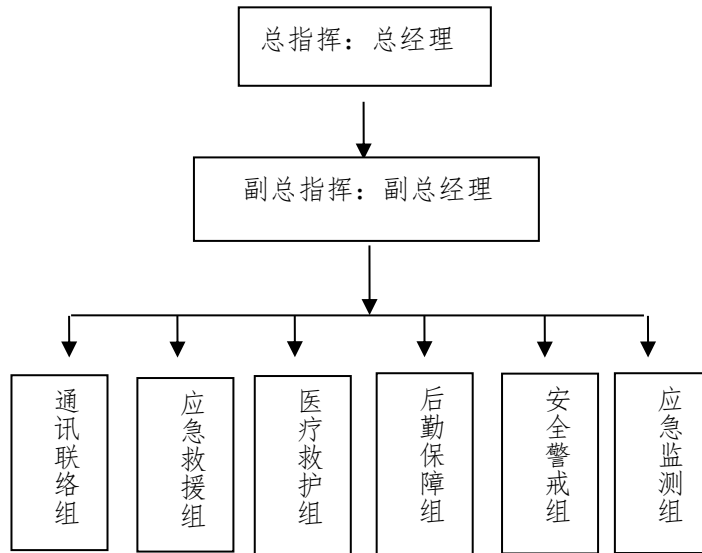 总指挥：总经理
副总指挥：副总经理
通讯联络组
应急救援组
医疗救护组
后勤保障组
安全警戒组
应急监测组